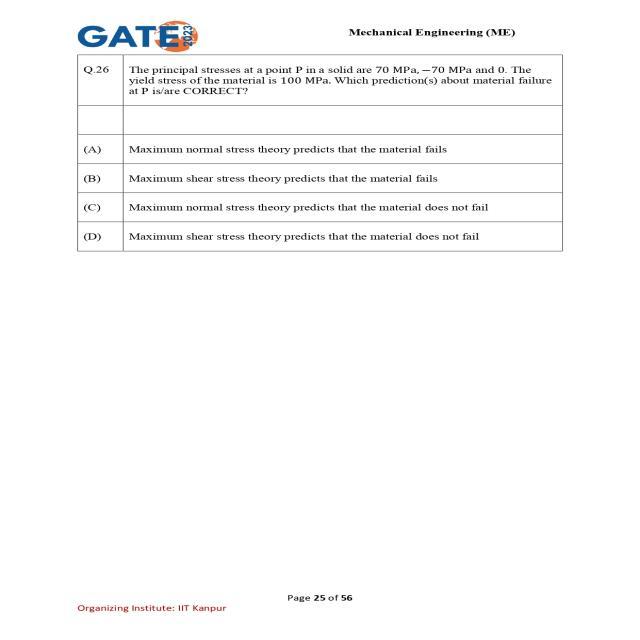 GATE 2023
Mechanical Engineering (ME)
Q.26
The principal stresses at a point P in a solid are 70 MPa, −70 MPa and 0. The
yield stress of the material is 100 MPa. Which prediction(s) about material failure
at P is/are CORRECT?
(A) Maximum normal stress theory predicts that the material fails
(B) Maximum shear stress theory predicts that the material fails
(C) Maximum normal stress theory predicts that the material does not fail
(D) Maximum shear stress theory predicts that the material does not fail
Page 25 of 56
Organizing Institute: IIT Kanpur